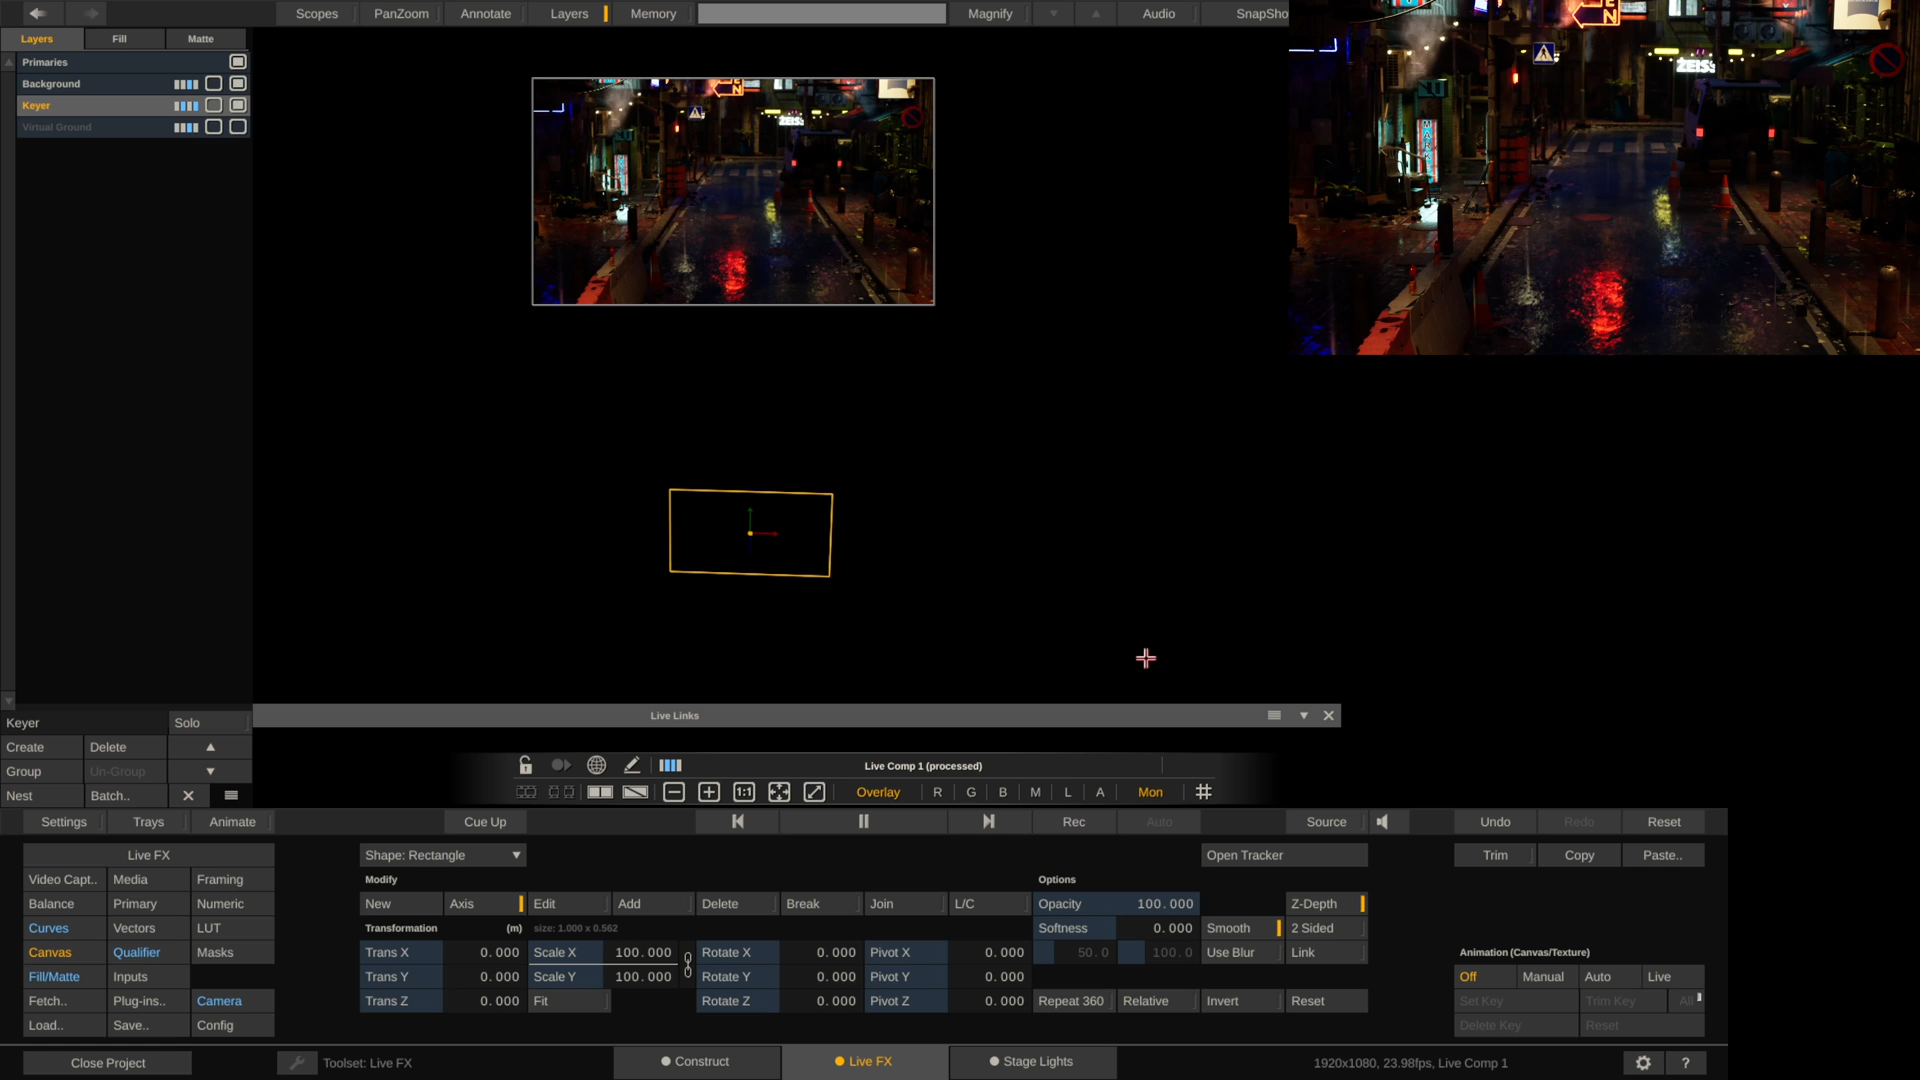 Scopes PanZoom Annotate Layers Memory Magnify Audio SnapSho
Layers Fill Matte
Primaries
Background
Keyer
Virtual Ground
ZEISS
MARK
Live Links
Keyer Solo
Create Delete
Group Un-Group
Nest Batch..
Live Comp 1 (processed)
1:1 Overlay R G B M L A Mon
Settings Trays Animate Cue Up Rec Auto Source Undo Redo Reset
Live FX Shape: Rectangle Open Tracker Trim Copy Paste..
Video Capt.. Media Framing Modify Options
Balance Primary Numeric New Axis Edit Add Delete Break Join L/C Opacity 100.000 Z-Depth
Curves Vectors LUT Transformation (m) size: 1.000 x 0.562 Softness 0.000 Smooth 2 Sided
Canvas Qualifier Masks Trans X 0.000 Scale X 100.000 Rotate X 0.000 Pivot X 0.000 50.0 100.0 Use Blur Link Animation (Canvas/Texture)
Fill/Matte Inputs Trans Y 0.000 Scale Y 100.000 Rotate Y 0.000 Pivot Y 0.000 Off Manual Auto Live
Fetch.. Plug-ins.. Camera Trans Z 0.000 Fit Rotate Z 0.000 Pivot Z 0.000 Repeat 360 Relative Invert Reset Set Key Trim Key All
Load.. Save.. Config Delete Key Reset
Close Project Toolset: Live FX Construct Live FX Stage Lights 1920x1080, 23.98fps, Live Comp 1 ?